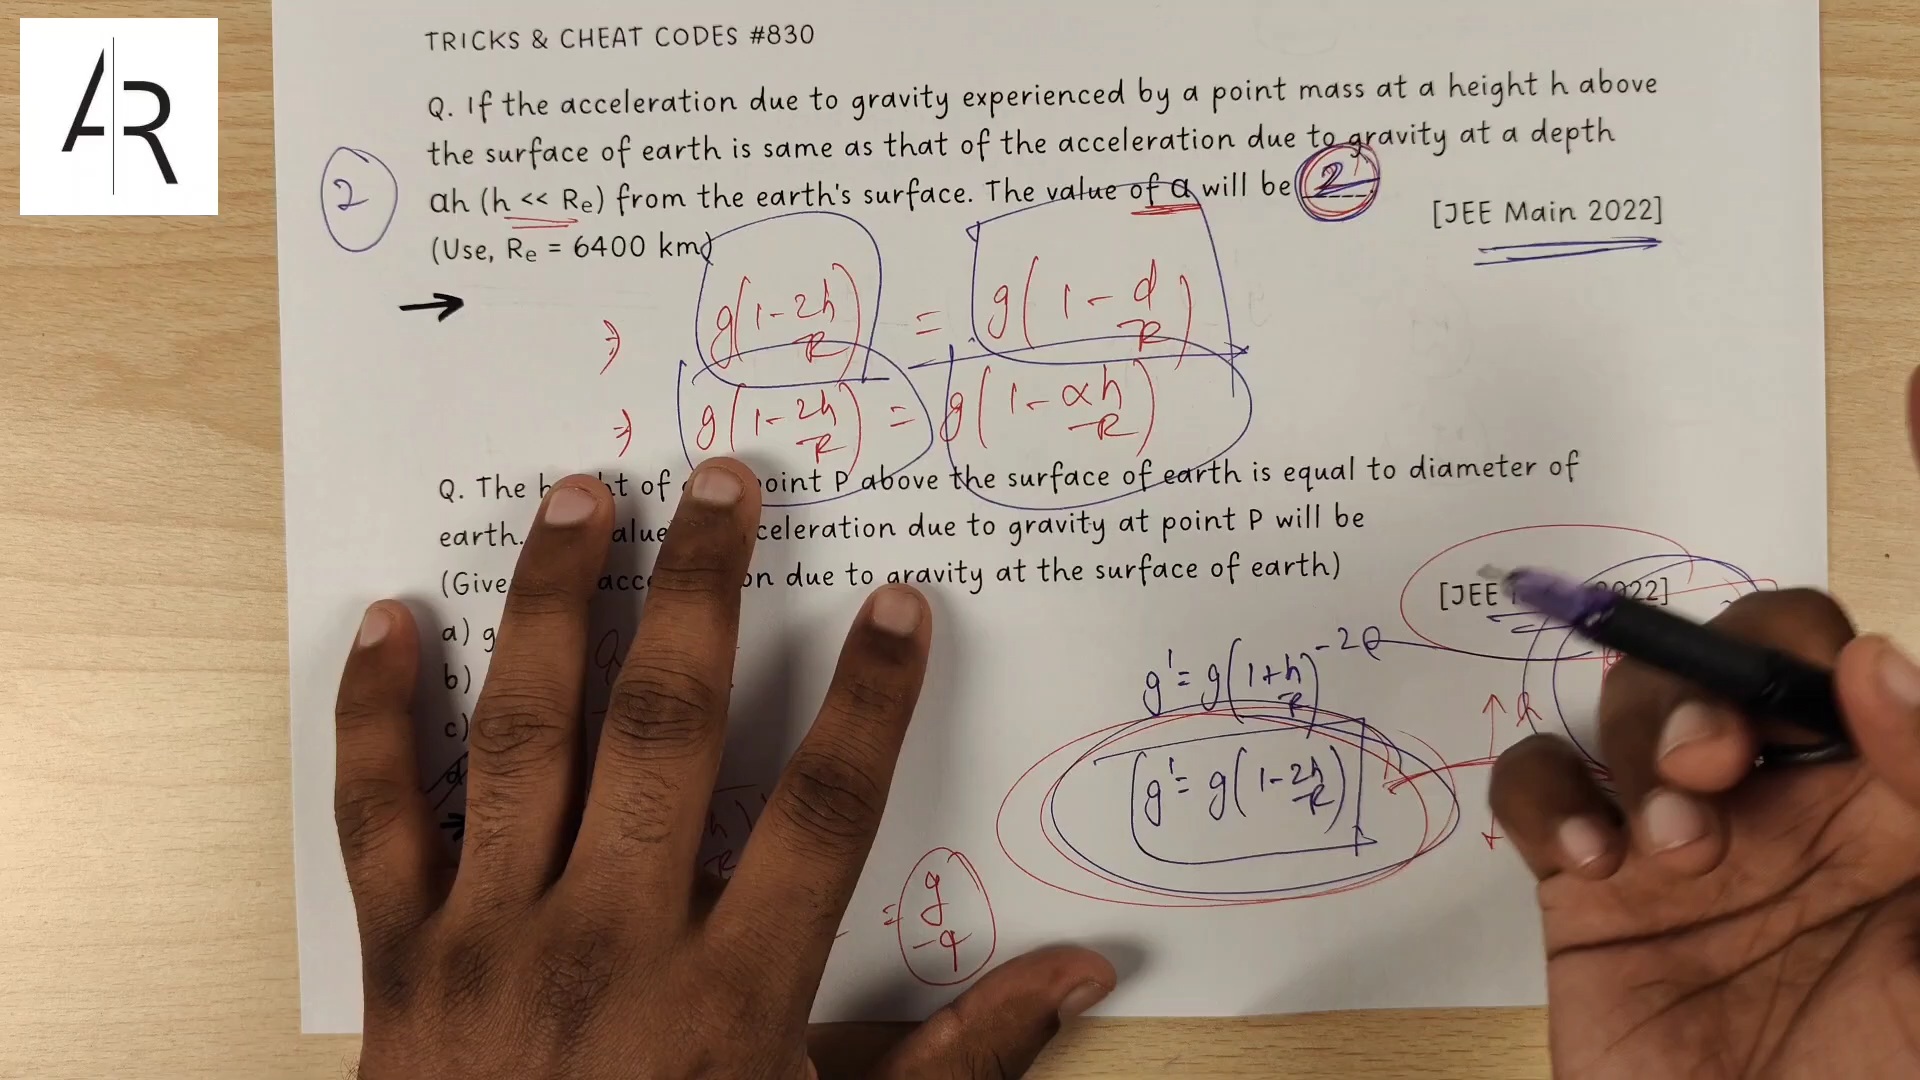 AR
TRICKS & CHEAT CODES #830
Q. If the acceleration due to gravity experienced by a point mass at a height h above
the surface of earth is same as that of the acceleration due to gravity at a depth
αh (h << Re) from the earth's surface. The value of α will be 2
[JEE Main 2022]
(Use, Re = 6400 km)
2
⇒ g(1-2h/R) = g(1-d/R)
⇒ g(1-2h/R) = g(1-αh/R)
Q. The of point P above the surface of earth is equal to diameter of
earth. due to gravity at point P will be
due to gravity at the surface of earth)
[JEE 2022]
a) g
b)
c)
g' = g(1+h/R)^-2
g' = g(1-2h/R)
R
= g/9